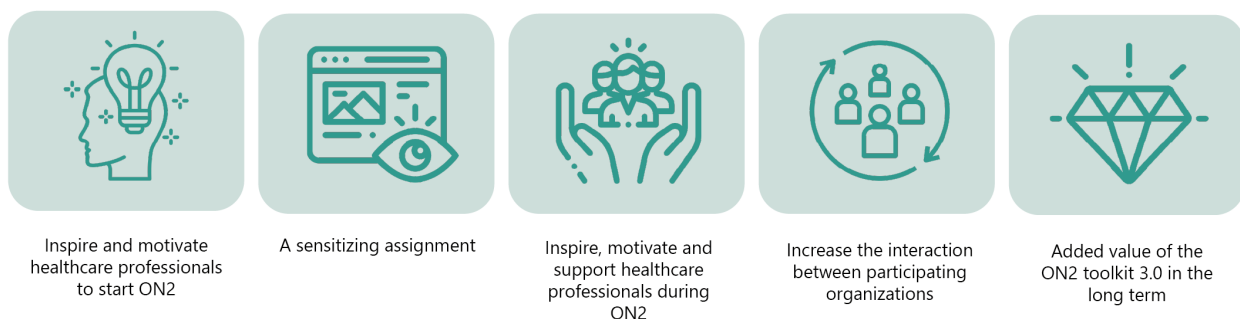 Inspire and motivate
healthcare professionals
to start ON2
A sensitizing assignment
Inspire, motivate and
support healthcare
professionals during
ON2
Increase the interaction
between participating
organizations
Added value of the
ON2 toolkit 3.0 in the
long term